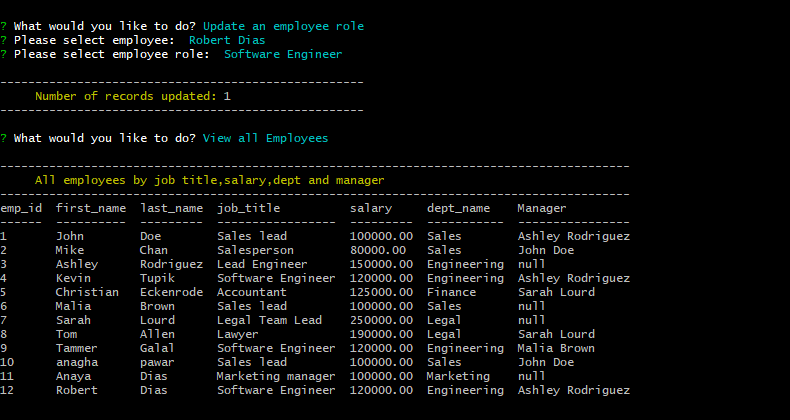 ? What would you like to do? Update an employee role
? Please select employee:  Robert Dias
? Please select employee role:  Software Engineer
----------------------------------------------------
     Number of records updated: 1
----------------------------------------------------
? What would you like to do? View all Employees
------------------------------------------------------------------------------------------
     All employees by job title,salary,dept and manager
------------------------------------------------------------------------------------------
emp_id  first_name  last_name  job_title          salary     dept_name    Manager
------  ----------  ---------  -----------------  ---------  -----------  ----------------
1       John        Doe        Sales lead         100000.00  Sales        Ashley Rodriguez
2       Mike        Chan       Salesperson        80000.00   Sales        John Doe
3       Ashley      Rodriguez  Lead Engineer      150000.00  Engineering  null
4       Kevin       Tupik      Software Engineer  120000.00  Engineering  Ashley Rodriguez
5       Christian   Eckenrode  Accountant         125000.00  Finance      Sarah Lourd
6       Malia       Brown      Sales lead         100000.00  Sales        null
7       Sarah       Lourd      Legal Team Lead    250000.00  Legal        null
8       Tom         Allen      Lawyer             190000.00  Legal        Sarah Lourd
9       Tammer      Galal      Software Engineer  120000.00  Engineering  Malia Brown
10      anagha      pawar      Sales lead         100000.00  Sales        John Doe
11      Anaya       Dias       Marketing manager  100000.00  Marketing    null
12      Robert      Dias       Software Engineer  120000.00  Engineering  Ashley Rodriguez